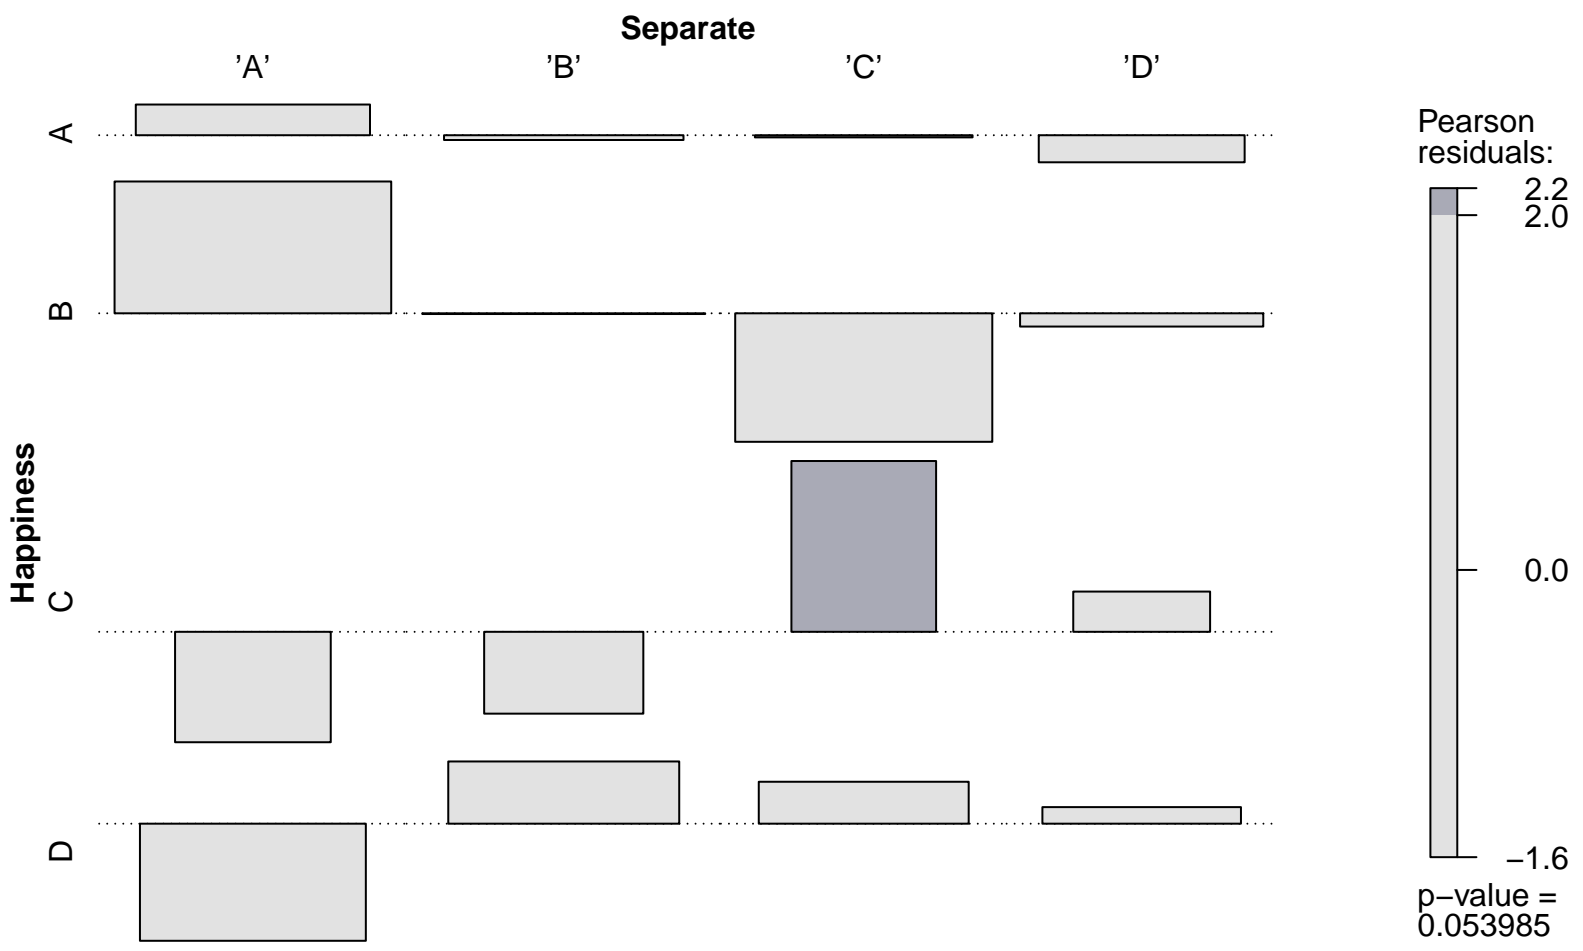 Separate
’A’ ’B’ ’C’ ’D’
Happiness
A
B
C
D
Pearson
residuals:
2.2
2.0
0.0
−1.6
p−value =
0.053985